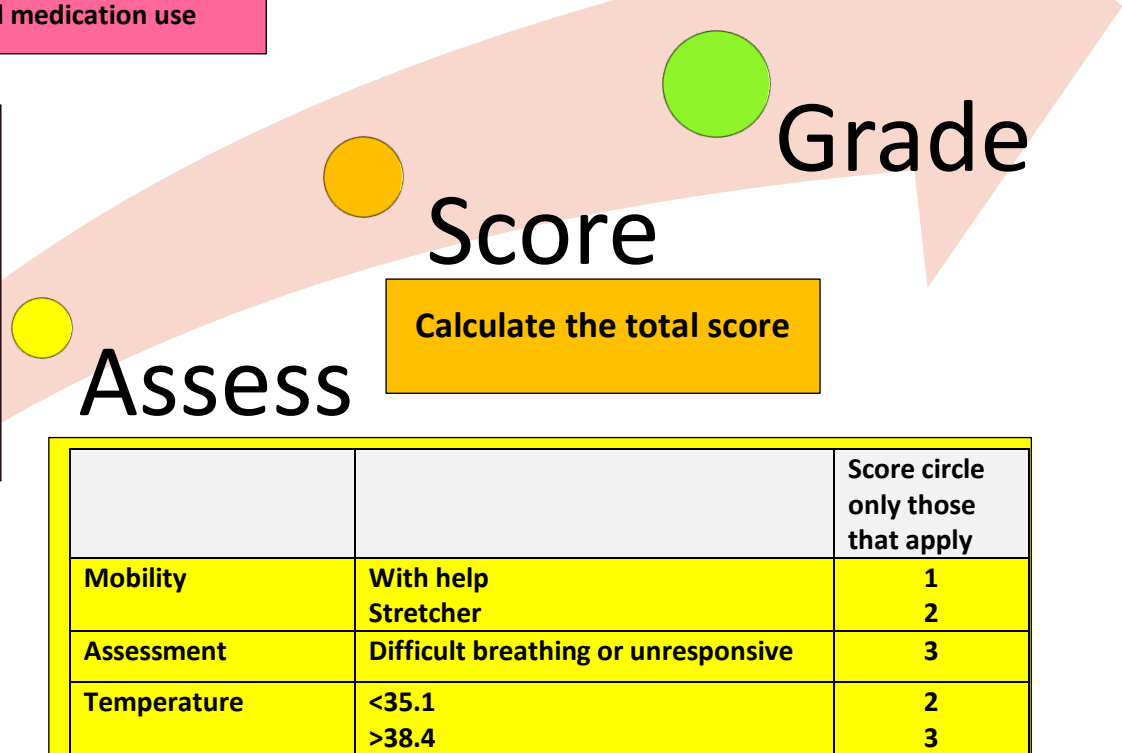 medication use
Grade
Score
Calculate the total score
Assess
Score circle
only those
that apply
Mobility With help 1
Stretcher 2
Assessment Difficult breathing or unresponsive 3
Temperature <35.1 2
>38.4 3